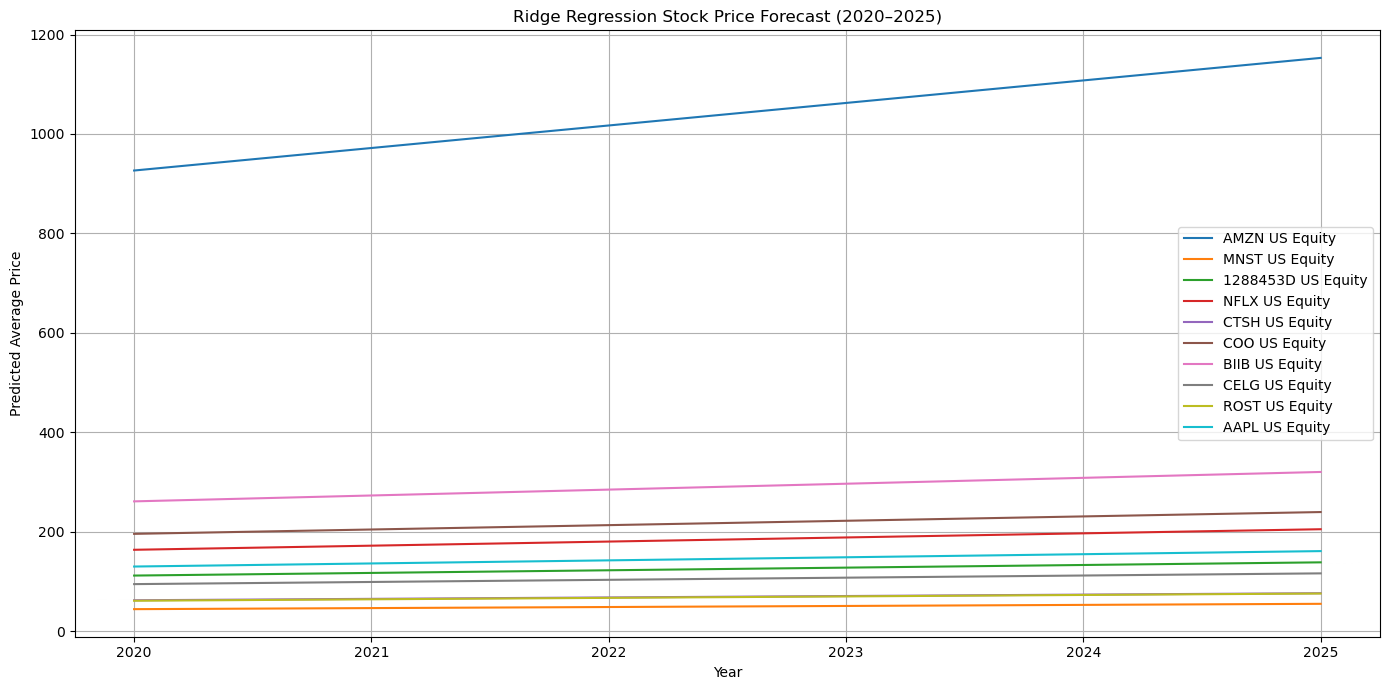 Ridge Regression Stock Price Forecast (2020–2025)
1200
1000
800
600
400
200
0
Predicted Average Price
AMZN US Equity
MNST US Equity
1288453D US Equity
NFLX US Equity
CTSH US Equity
COO US Equity
BIIB US Equity
CELG US Equity
ROST US Equity
AAPL US Equity
2020 2021 2022 2023 2024 2025
Year